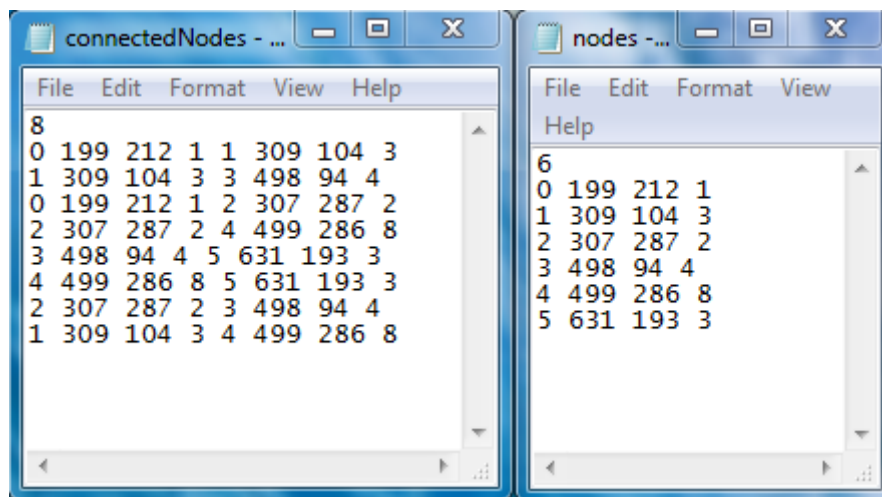 connectedNodes - ...
File Edit Format View Help
8
0 199 212 1 1 309 104 3
1 309 104 3 3 498 94 4
0 199 212 1 2 307 287 2
2 307 287 2 4 499 286 8
3 498 94 4 5 631 193 3
4 499 286 8 5 631 193 3
2 307 287 2 3 498 94 4
1 309 104 3 4 499 286 8
nodes -...
File Edit Format View
Help
6
0 199 212 1
1 309 104 3
2 307 287 2
3 498 94 4
4 499 286 8
5 631 193 3